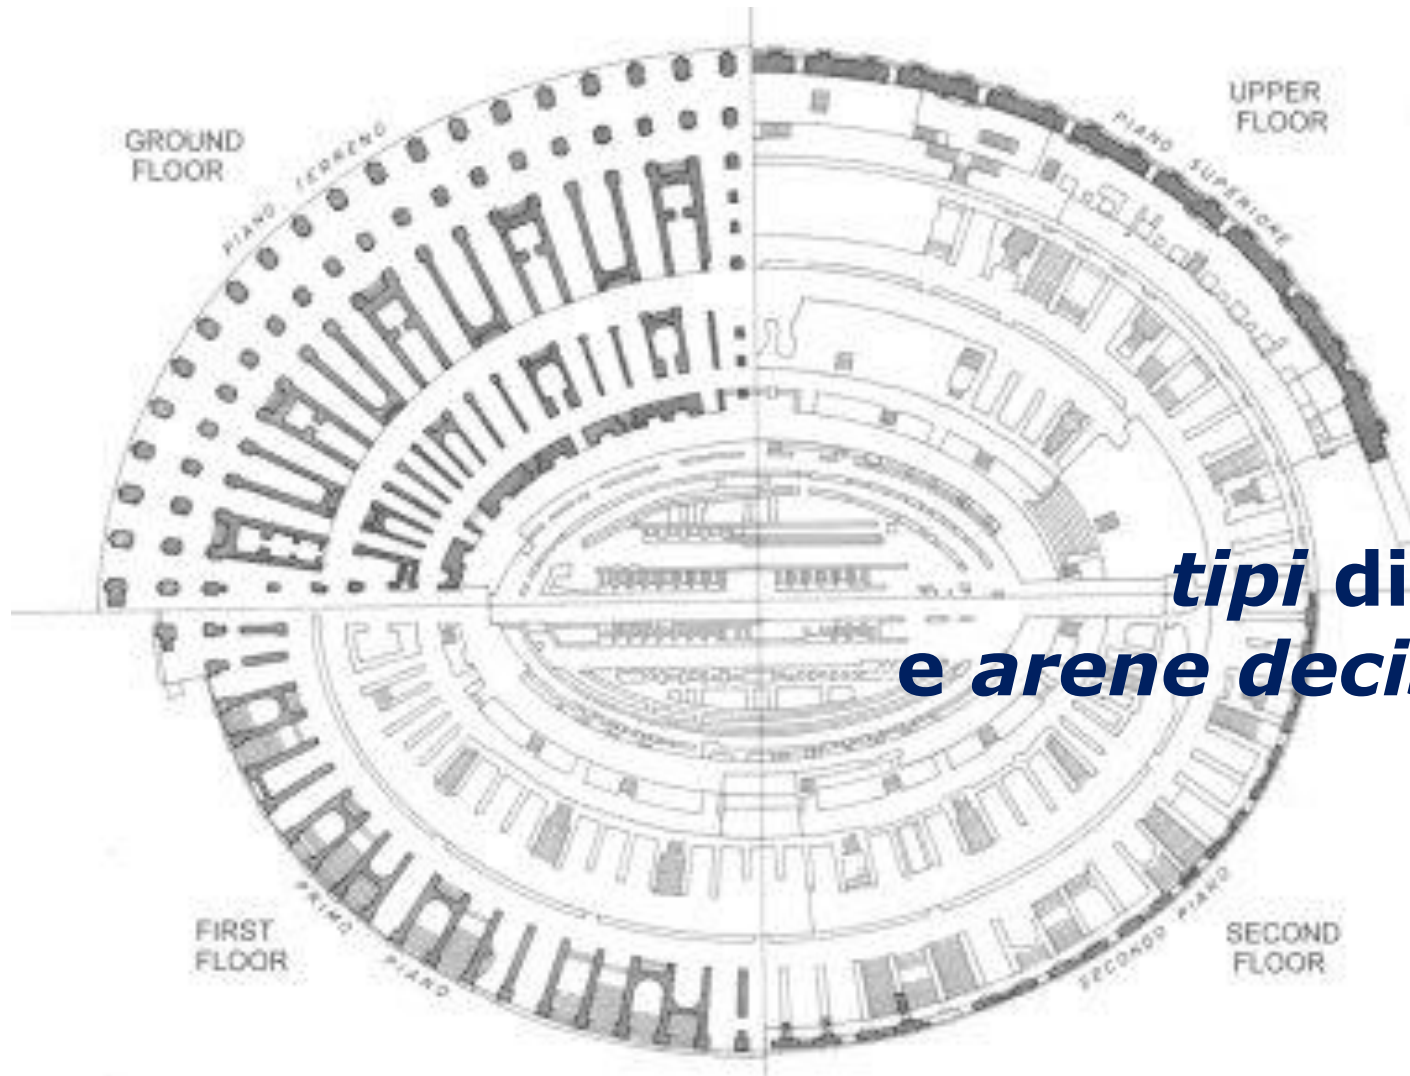 GROUND
FLOOR
PIANO TERRENO
UPPER
FLOOR
PIANO SUPERIORE
tipi di
e arene deci
FIRST
FLOOR
PRIMO PIANO
SECOND
FLOOR
SECONDO PIANO